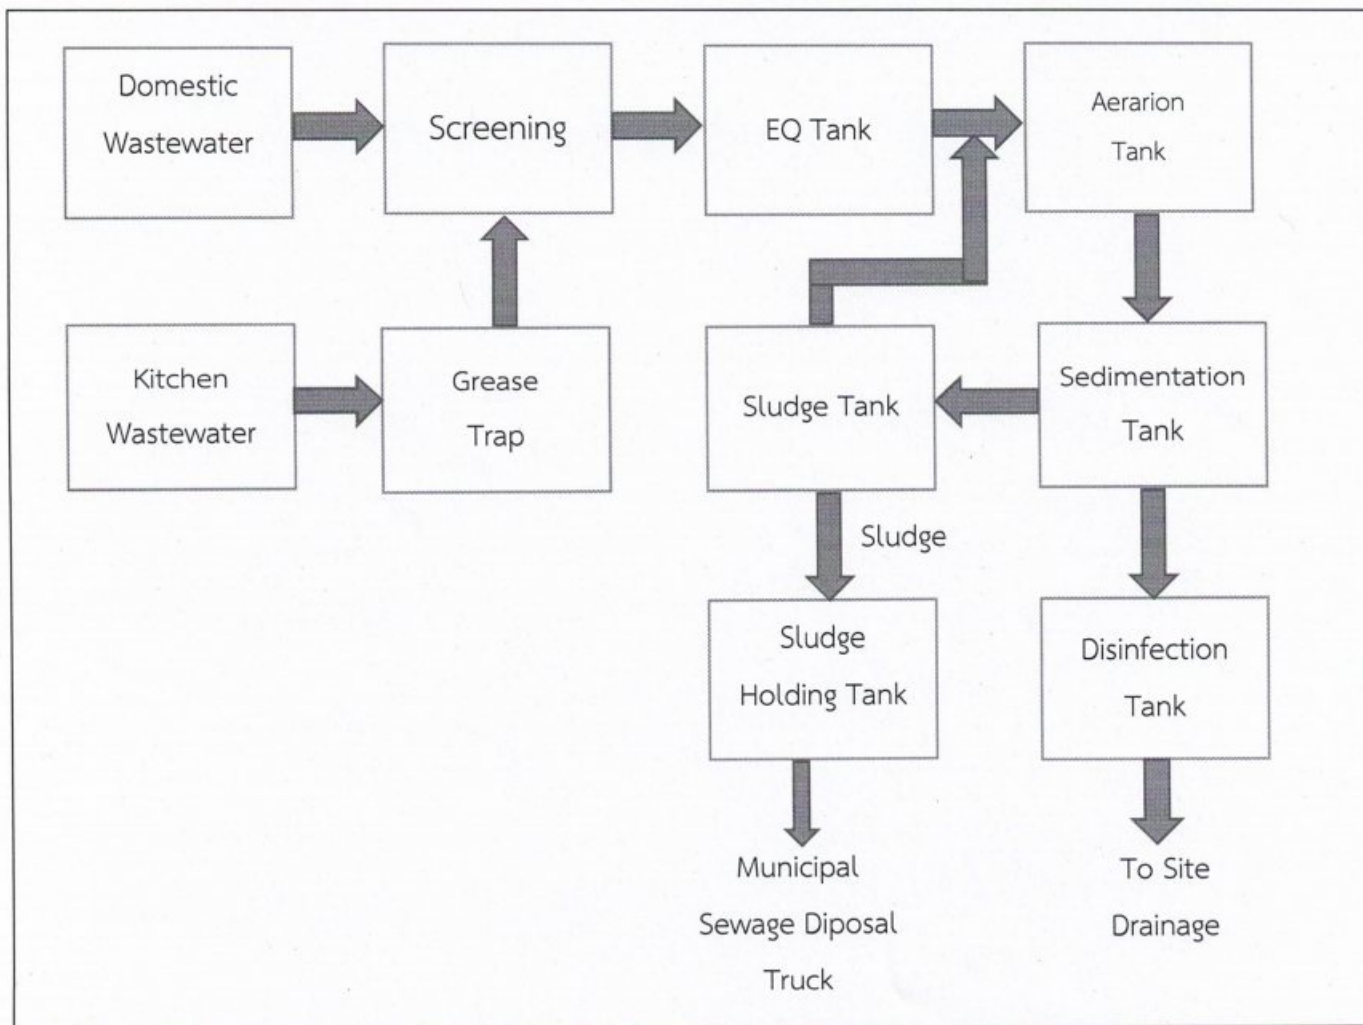 Domestic
Wastewater
Screening
EQ Tank
Aerarion
Tank
Kitchen
Wastewater
Grease
Trap
Sludge Tank
Sedimentation
Tank
Sludge
Sludge
Holding Tank
Disinfection
Tank
Municipal
Sewage Diposal
Truck
To Site
Drainage